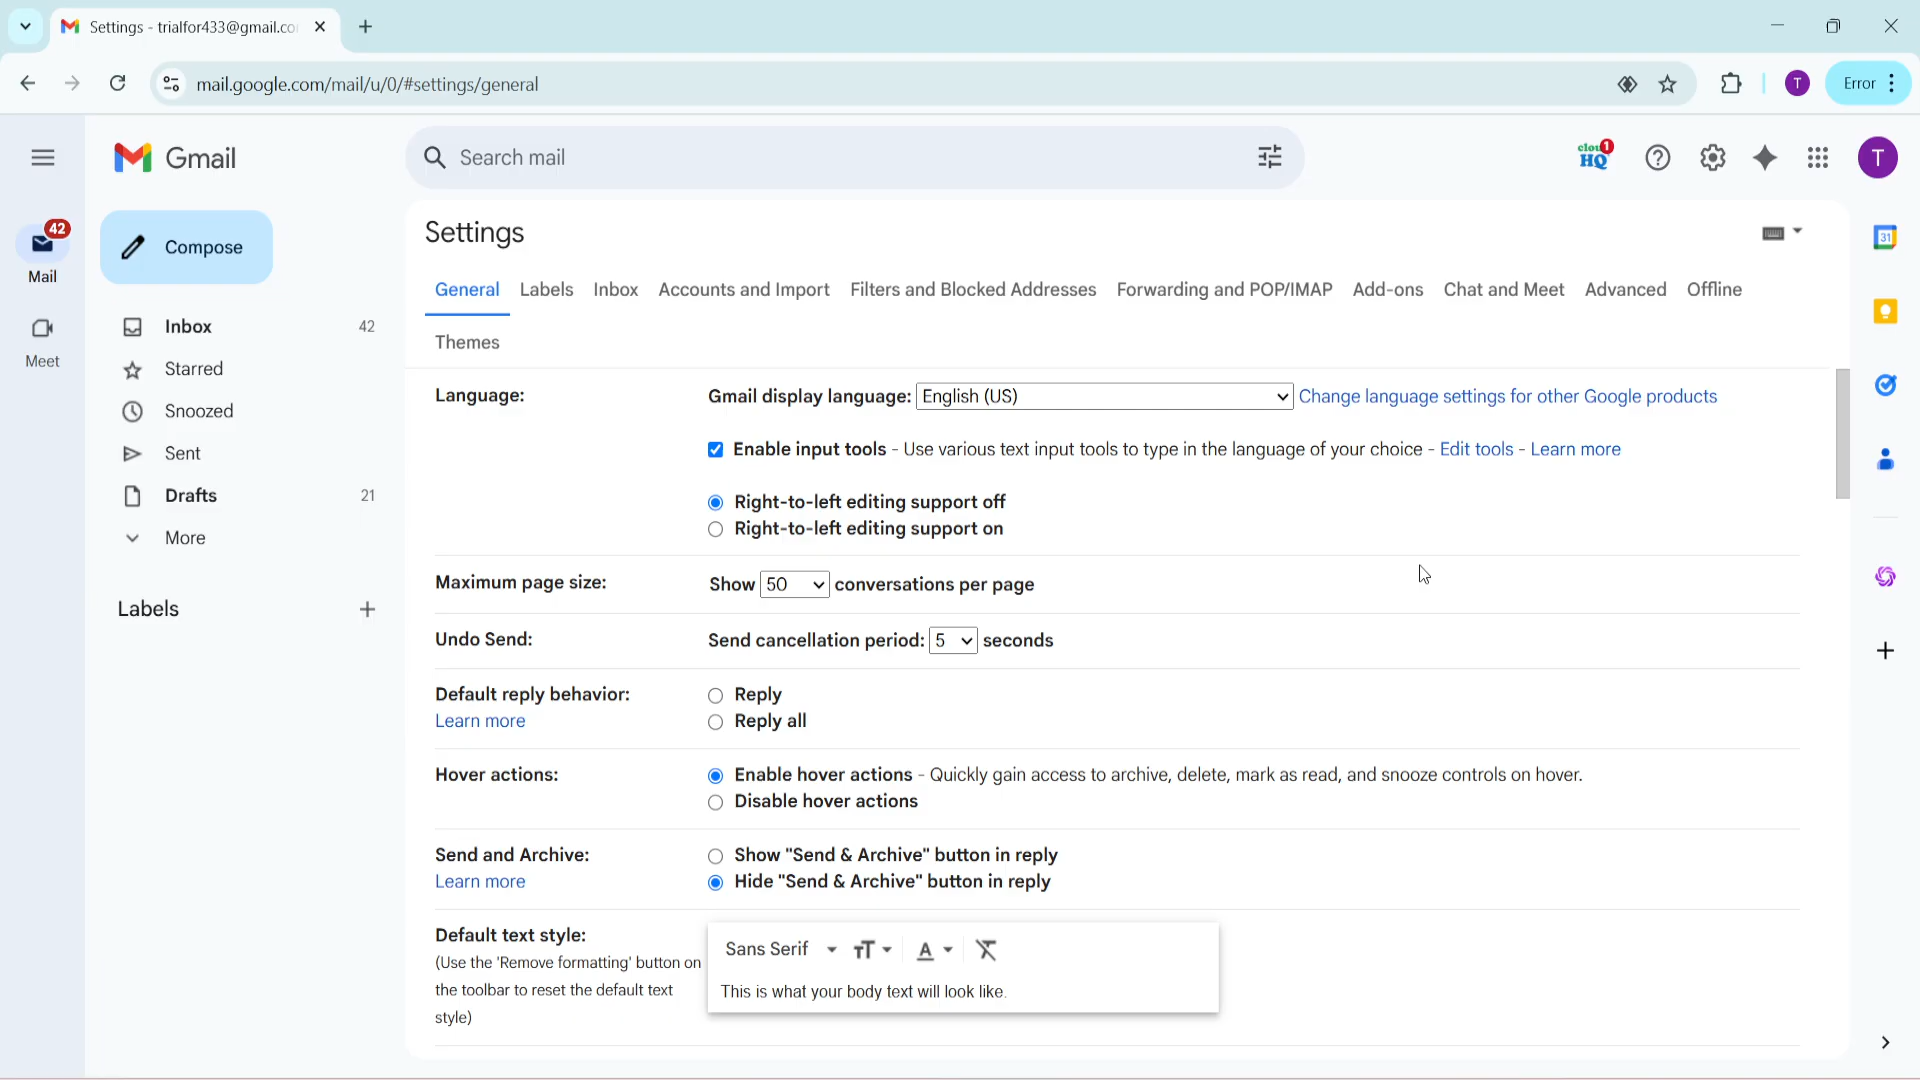 Settings - trialfor433@gmail.co
mail.google.com/mail/u/0/#settings/general
T
Error
Gmail
Search mail
clou HQ
1
T
42
Mail
Meet
Compose
Inbox 42
Starred
Snoozed
Sent
Drafts 21
More
Labels
Settings
General Labels Inbox Accounts and Import Filters and Blocked Addresses Forwarding and POP/IMAP Add-ons Chat and Meet Advanced Offline
Themes
Language: Gmail display language: English (US) Change language settings for other Google products
Enable input tools - Use various text input tools to type in the language of your choice - Edit tools - Learn more
Right-to-left editing support off
Right-to-left editing support on
Maximum page size: Show 50 conversations per page
Undo Send: Send cancellation period: 5 seconds
Default reply behavior: Reply
Learn more Reply all
Hover actions: Enable hover actions - Quickly gain access to archive, delete, mark as read, and snooze controls on hover.
Disable hover actions
Send and Archive: Show "Send & Archive" button in reply
Learn more Hide "Send & Archive" button in reply
Default text style: Sans Serif
(Use the 'Remove formatting' button on
the toolbar to reset the default text
style)
This is what your body text will look like.
31